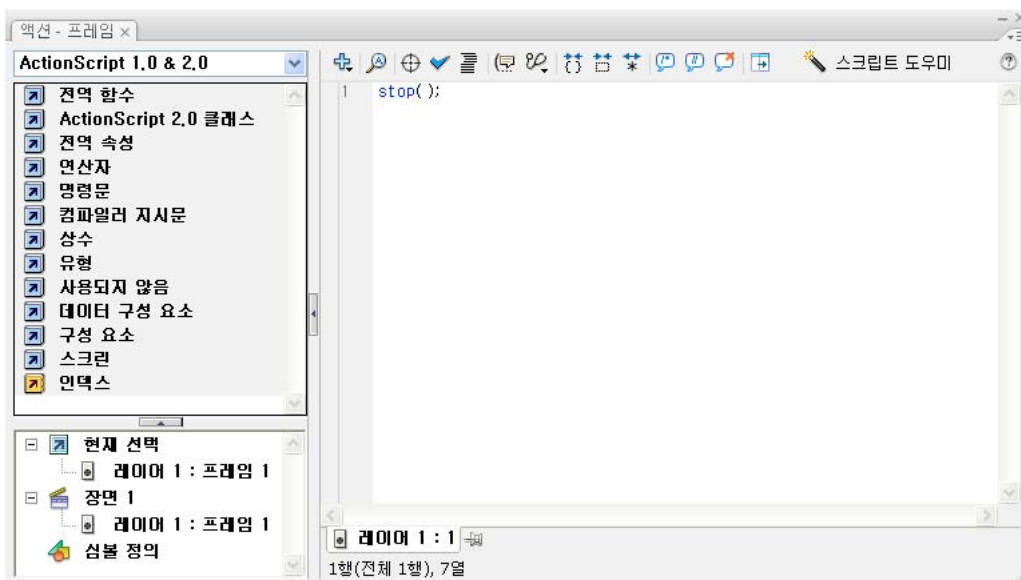 액션 - 프레임 ×
ActionScript 1.0 & 2.0
전역 함수
ActionScript 2.0 클래스
전역 속성
연산자
명령문
컴파일러 지시문
상수
유형
사용되지 않음
데이터 구성 요소
구성 요소
스크린
인덱스
현재 선택
레이어 1 : 프레임 1
장면 1
레이어 1 : 프레임 1
심볼 정의
스크립트 도우미
1 stop( );
레이어 1 : 1
1행(전체 1행), 7열